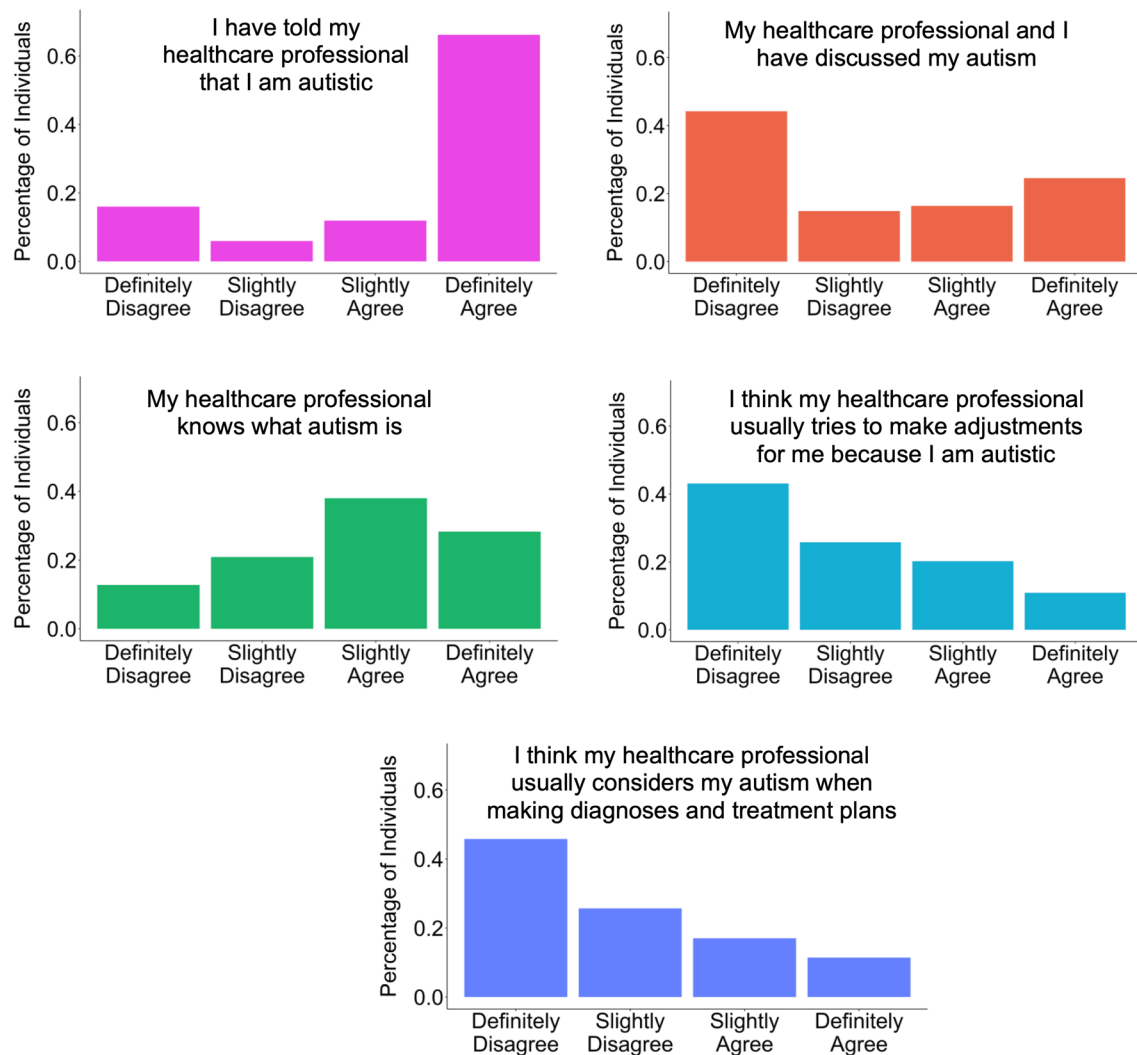 I have told my
healthcare professional
that I am autistic
Percentage of Individuals
0.6
0.4
0.2
0.0
Definitely Disagree
Slightly Disagree
Slightly Agree
Definitely Agree
My healthcare professional and I
have discussed my autism
Percentage of Individuals
0.6
0.4
0.2
0.0
Definitely Disagree
Slightly Disagree
Slightly Agree
Definitely Agree
My healthcare professional
knows what autism is
Percentage of Individuals
0.6
0.4
0.2
0.0
Definitely Disagree
Slightly Disagree
Slightly Agree
Definitely Agree
I think my healthcare professional
usually tries to make adjustments
for me because I am autistic
Percentage of Individuals
0.6
0.4
0.2
0.0
Definitely Disagree
Slightly Disagree
Slightly Agree
Definitely Agree
I think my healthcare professional
usually considers my autism when
making diagnoses and treatment plans
Percentage of Individuals
0.6
0.4
0.2
0.0
Definitely Disagree
Slightly Disagree
Slightly Agree
Definitely Agree